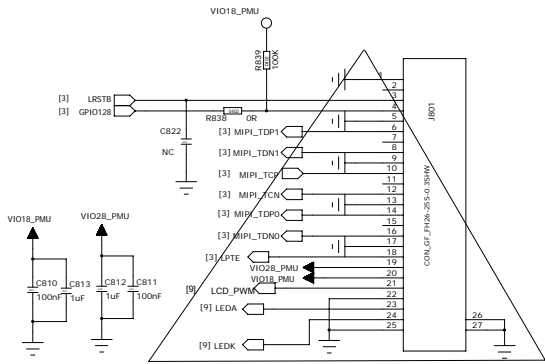 VIO18_PMU
R839
0402
100K
[3] LRSTB
[3] GPIO128
R838 0402 0R
C822
NC
[3] MIPI_TDP1
[3] MIPI_TDN1
[3] MIPI_TCP
[3] MIPI_TCN
[3] MIPI_TDP0
[3] MIPI_TDN0
[3] LPTE
VIO28_PMU
VIO18_PMU
[9] LCD_PWM
[9] LEDA
[9] LEDK
1
2
3
4
5
6
7
8
9
10
11
12
13
14
15
16
17
18
19
20
21
22
23
24
25
26
27
J801
CON_GF_FH26-25S-0.3SHW
VIO18_PMU
VIO28_PMU
C810
100nF
C813
1uF
C812
1uF
C811
100nF